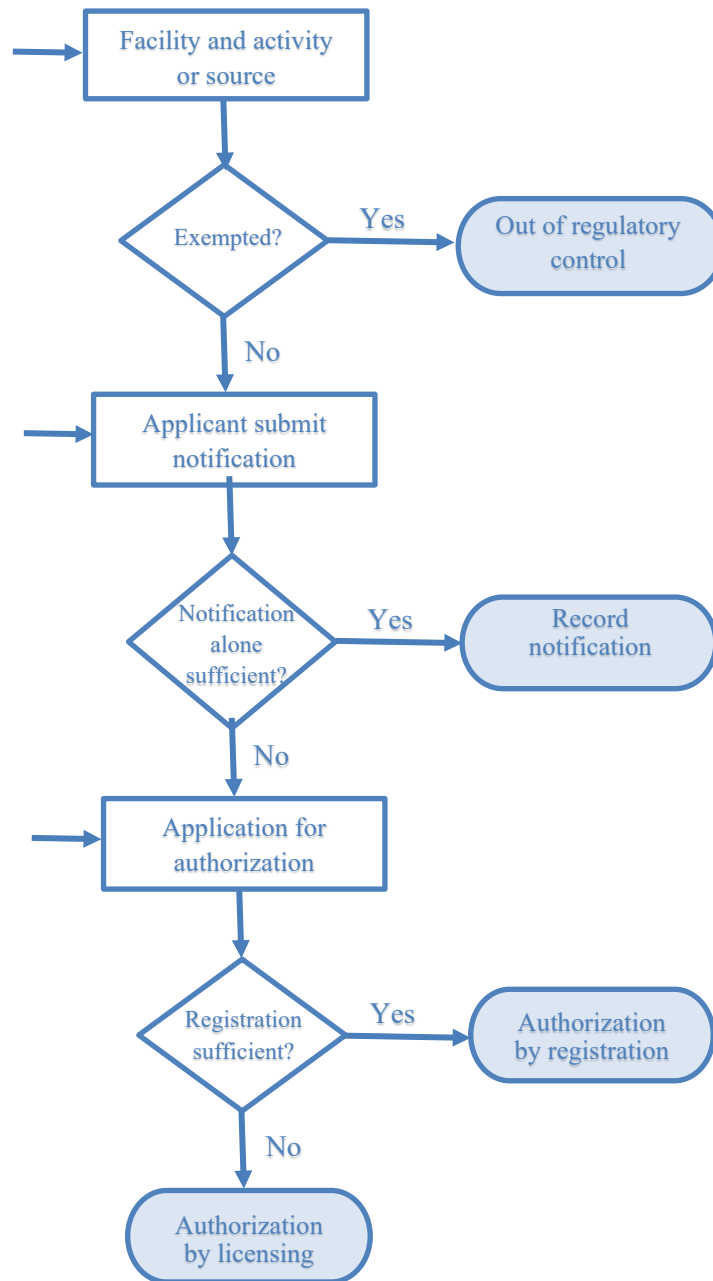 Facility and activity
or source
Exempted?
Yes
Out of regulatory
control
No
Applicant submit
notification
Notification
alone
sufficient?
Yes
Record
notification
No
Application for
authorization
Registration
sufficient?
Yes
Authorization
by registration
No
Authorization
by licensing